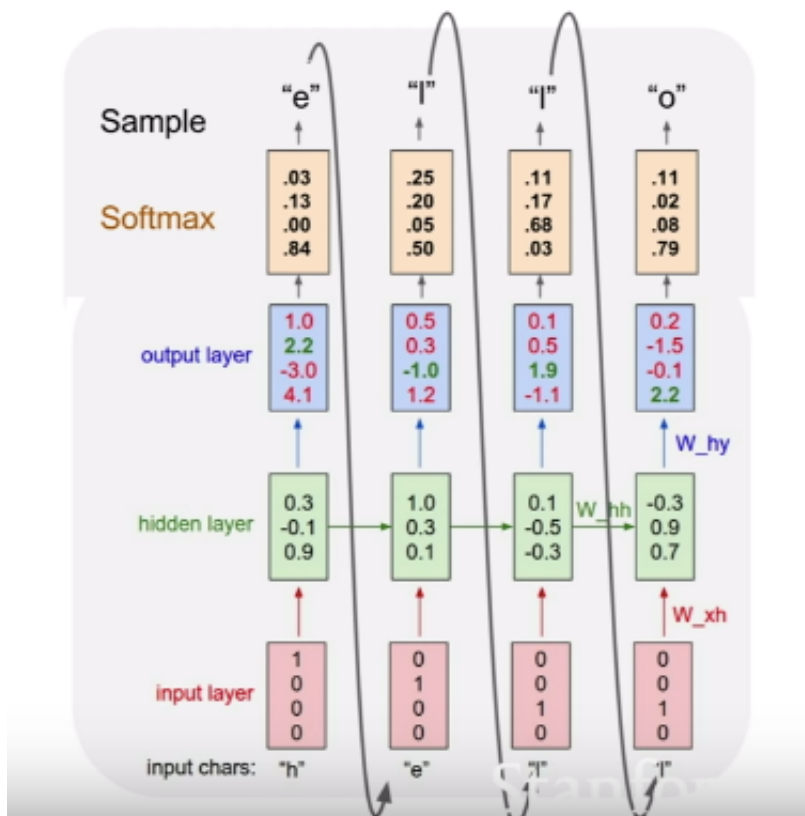 “e” “l” “l” “o”
Sample
.03 .25 .11 .11
.13 .20 .17 .02
Softmax
.00 .05 .68 .08
.84 .50 .03 .79
1.0 0.5 0.1 0.2
output layer 2.2 0.3 0.5 -1.5
-3.0 -1.0 1.9 -0.1
4.1 1.2 -1.1 2.2
W_hy
0.3 1.0 0.1 -0.3
hidden layer -0.1 0.3 -0.5 W_hh 0.9
0.9 0.1 -0.3 0.7
W_xh
1 0 0 0
input layer 0 1 0 0
0 0 1 1
0 0 0 0
input chars: “h” “e” “l” “l”